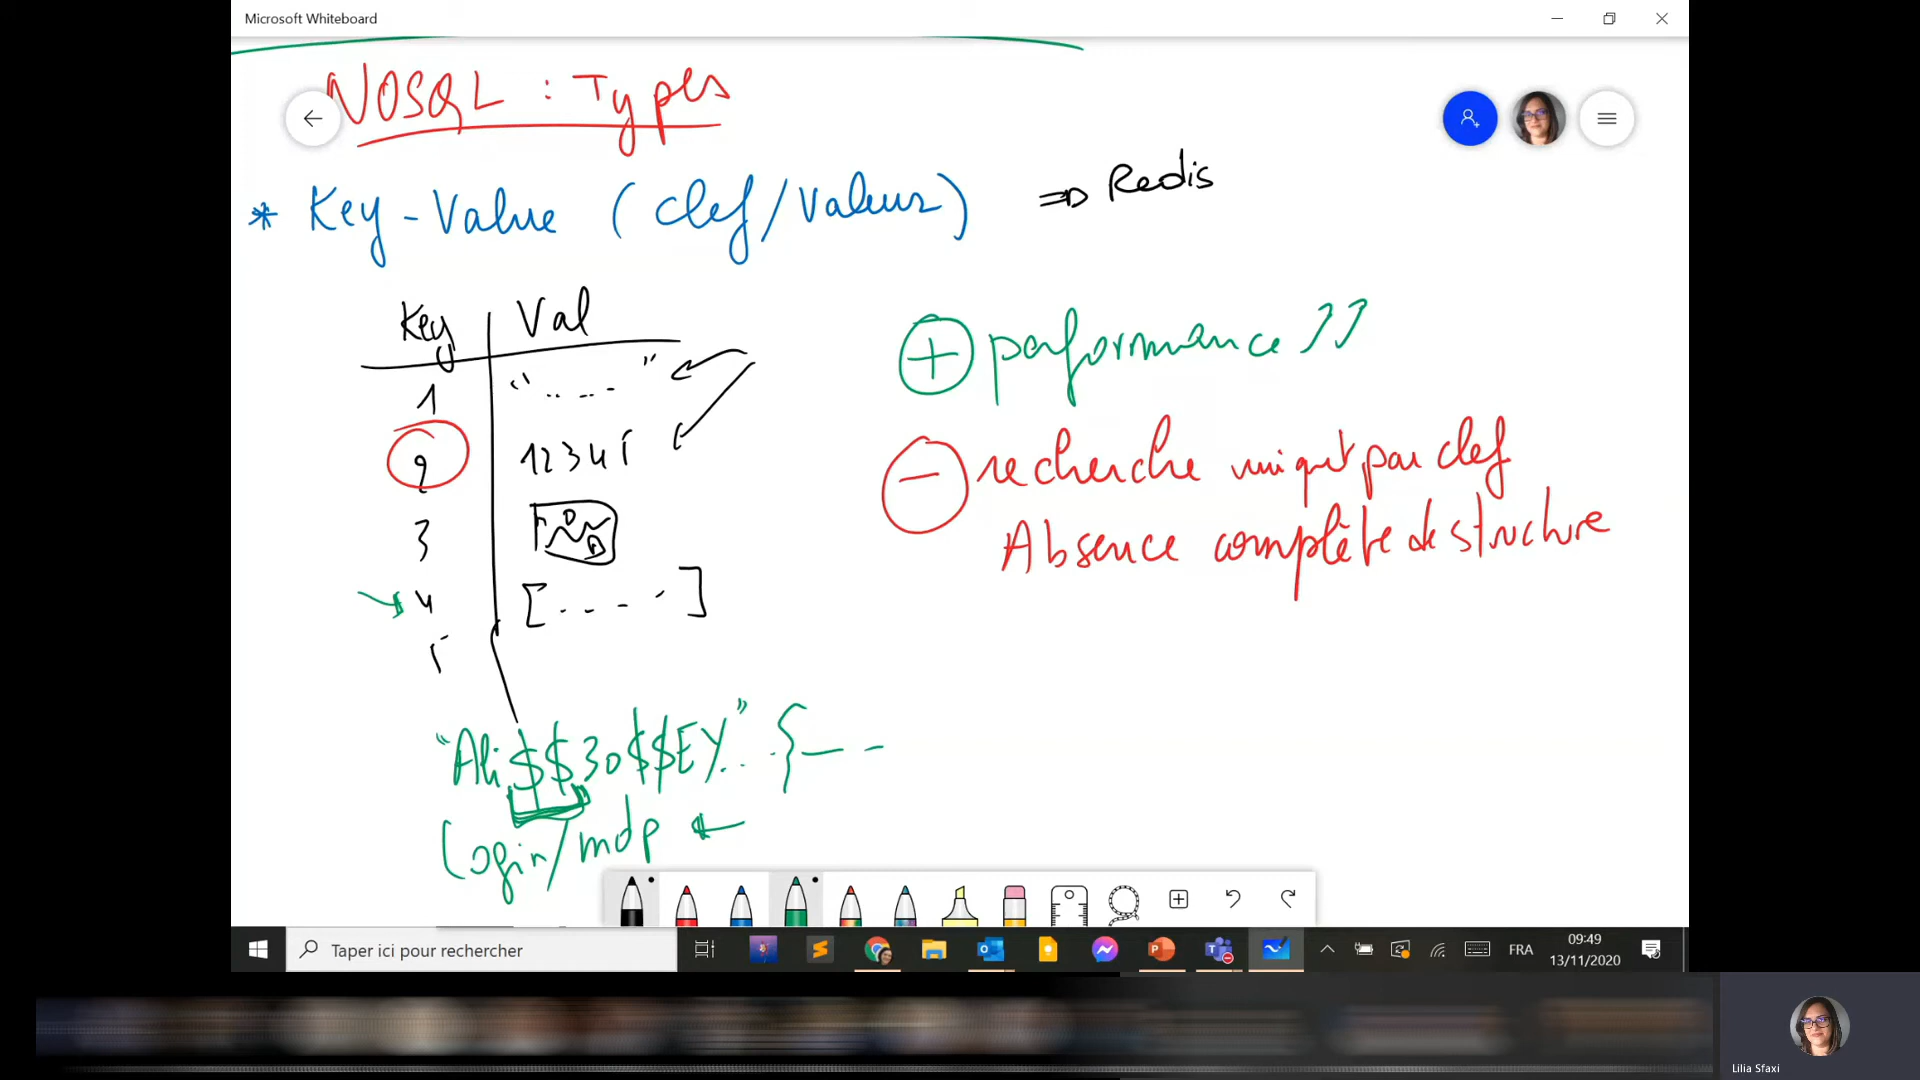 Microsoft Whiteboard
NOSQL : Types
* Key-Value (clef/Valeur) => Redis
Key | Val
1 " ..... "
2 12345
3
4 [.....]
5
+ performance ↗↗
- recherche uniqut par clef
Absence complète de structure
"Ali$$30$$EY..." {— -
Login/mdp ←
Taper ici pour rechercher
FRA
09:49
13/11/2020
Lilia Sfaxi